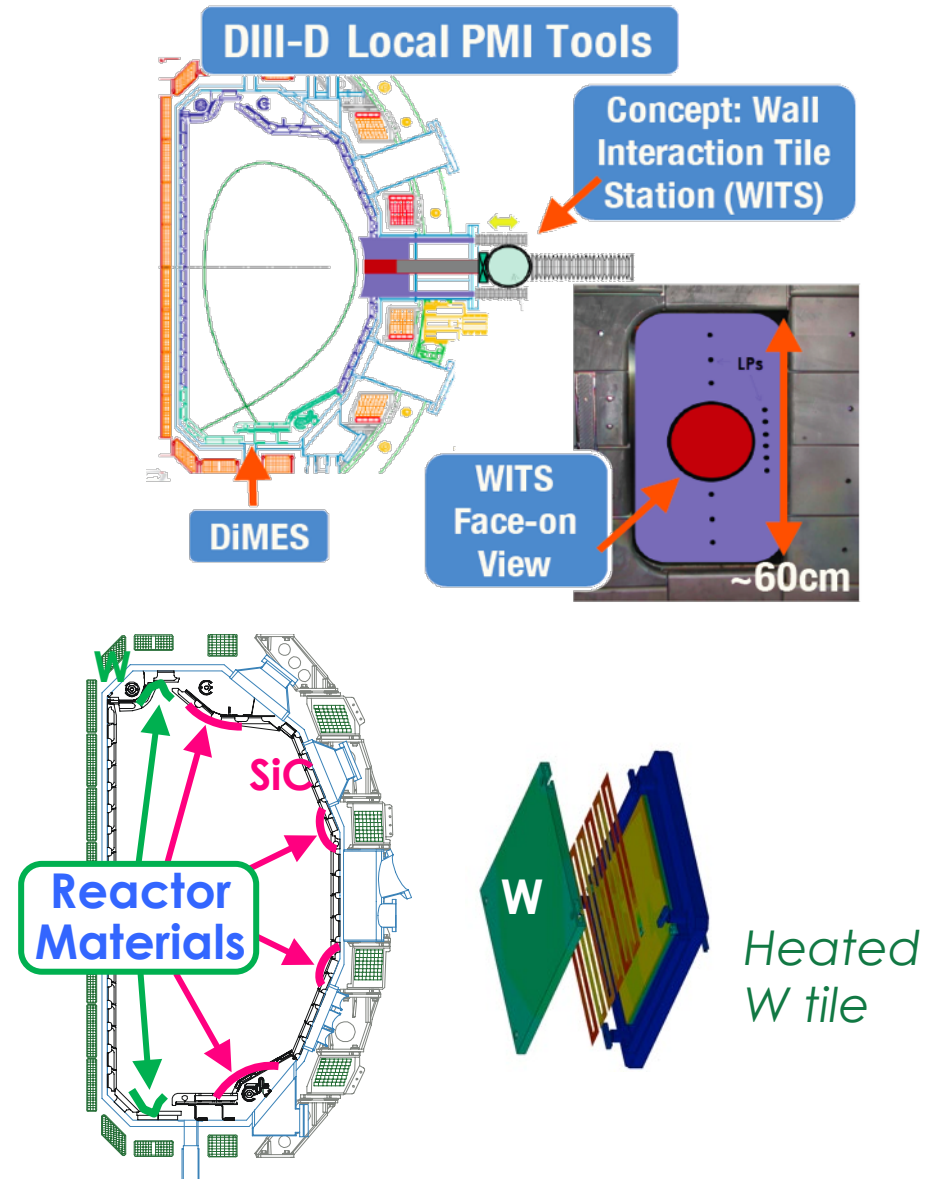 DIII-D Local PMI Tools
Concept: Wall
Interaction Tile
Station (WITS)
LPs
WITS
Face-on
View
DiMES
~60cm
W
SiC
Reactor
Materials
W
Heated
W tile